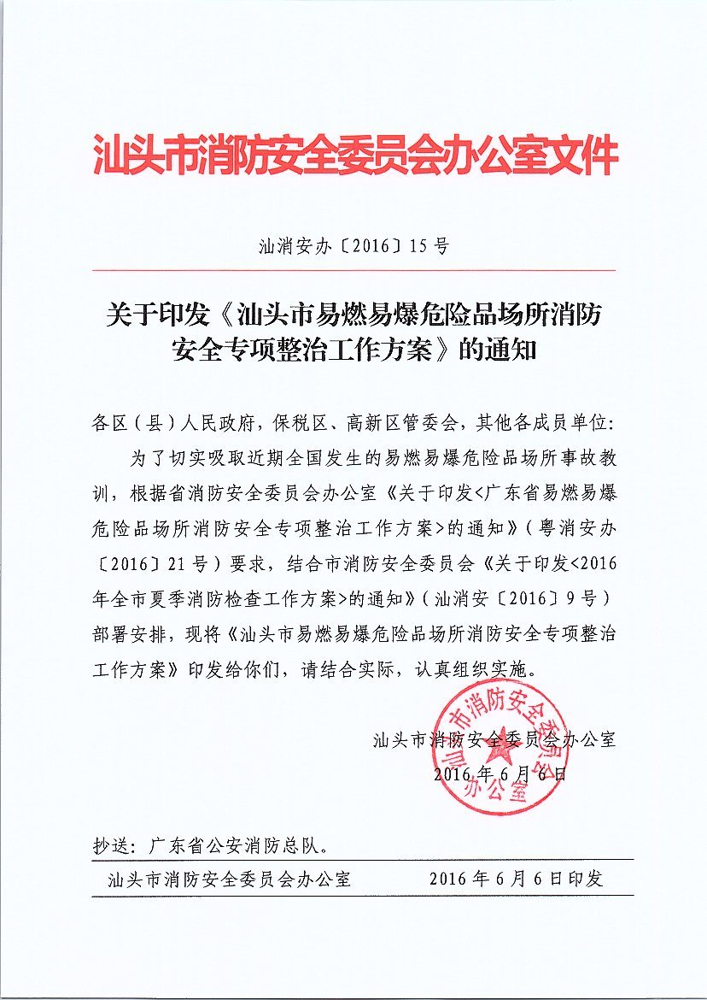 汕头市消防安全委员会办公室文件
汕消安办〔2016〕15号
关于印发《汕头市易燃易爆危险品场所消防
安全专项整治工作方案》的通知
各区（县）人民政府，保税区、高新区管委会，其他各成员单位：
为了切实吸取近期全国发生的易燃易爆危险品场所事故教
训，根据省消防安全委员会办公室《关于印发<广东省易燃易爆
危险品场所消防安全专项整治工作方案>的通知》（粤消安办
〔2016〕21号）要求，结合市消防安全委员会《关于印发<2016
年全市夏季消防检查工作方案>的通知》（汕消安〔2016〕9号）
部署安排，现将《汕头市易燃易爆危险品场所消防安全专项整治
工作方案》印发给你们，请结合实际，认真组织实施。
汕头市消防安全委员会办公室
2016年6月6日
汕头市消防安全委员会
办公室
抄送：广东省公安消防总队。
汕头市消防安全委员会办公室 2016年6月6日印发